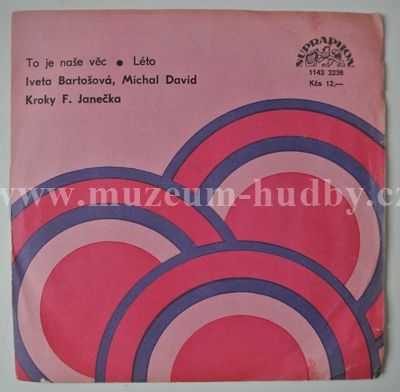 To je naše věc ● Léto
Iveta Bartošová, Michal David
Kroky F. Janečka
SUPRAPHON
1143 3236
Kčs 12,—
www.muzeum-hudby.cz